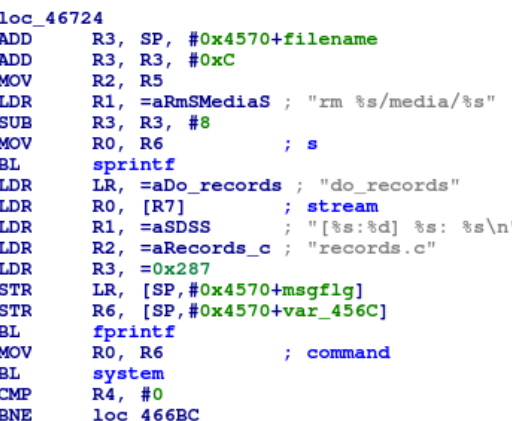 loc_46724
ADD R3, SP, #0x4570+filename
ADD R3, R3, #0xC
MOV R2, R5
LDR R1, =aRmSMediaS ; "rm %s/media/%s"
SUB R3, R3, #8
MOV R0, R6 ; s
BL sprintf
LDR LR, =aDo_records ; "do_records"
LDR R0, [R7] ; stream
LDR R1, =aSDSS ; "[%s:%d] %s: %s\n"
LDR R2, =aRecords_c ; "records.c"
LDR R3, =0x287
STR LR, [SP,#0x4570+msgflg]
STR R6, [SP,#0x4570+var_456C]
BL fprintf
MOV R0, R6 ; command
BL system
CMP R4, #0
BNE loc_466BC